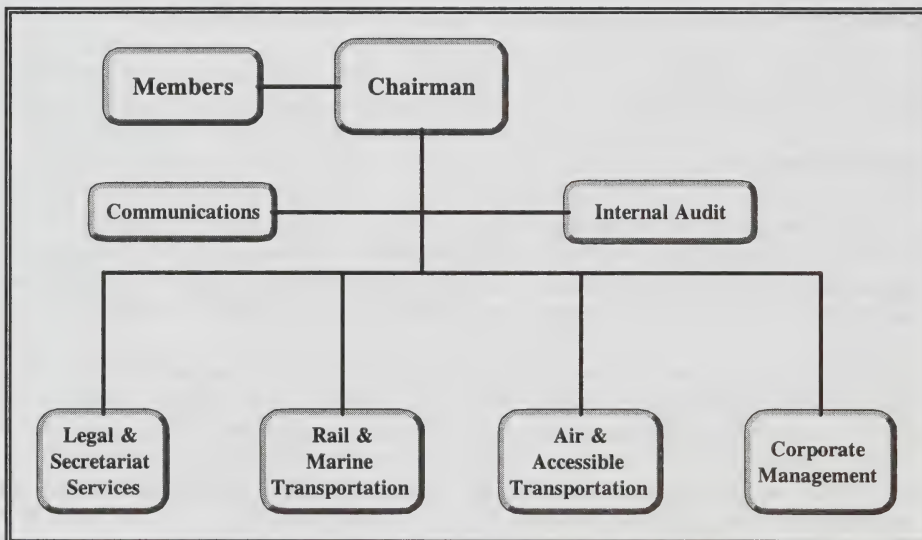 Members
Chairman
Communications
Internal Audit
Legal &
Secretariat
Services
Rail &
Marine
Transportation
Air &
Accessible
Transportation
Corporate
Management